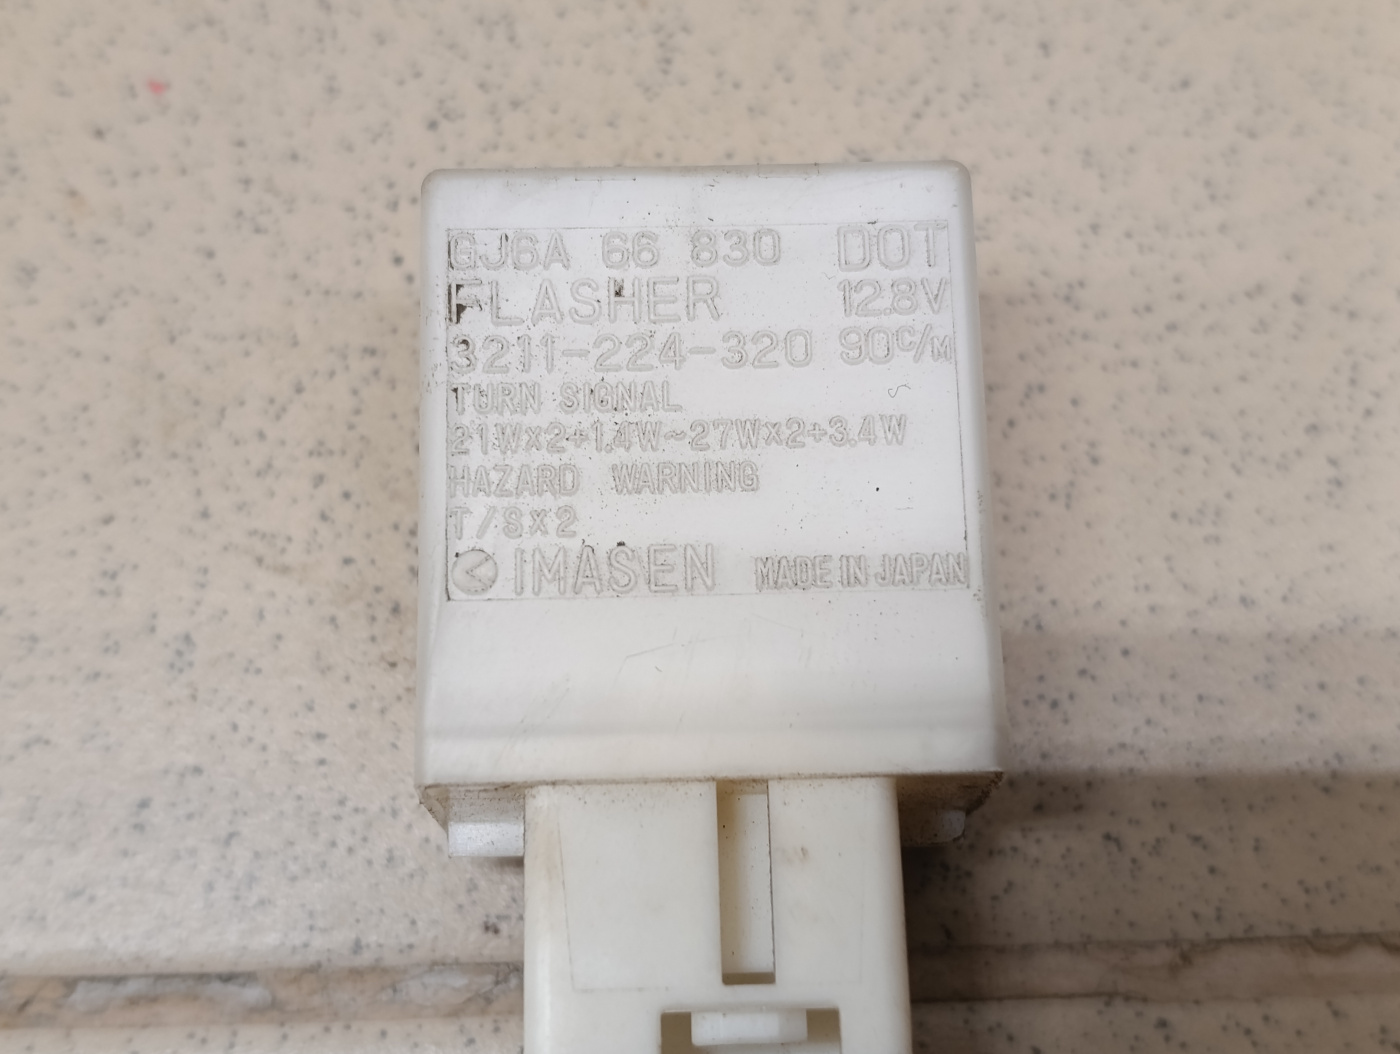 GJ6A 66 830 DOT
FLASHER 12.8V
3211-224-320 90C/M
TURN SIGNAL
21W×2+1.4W~27W×2+3.4W
HAZARD WARNING
T/S×2
IMASEN MADE IN JAPAN